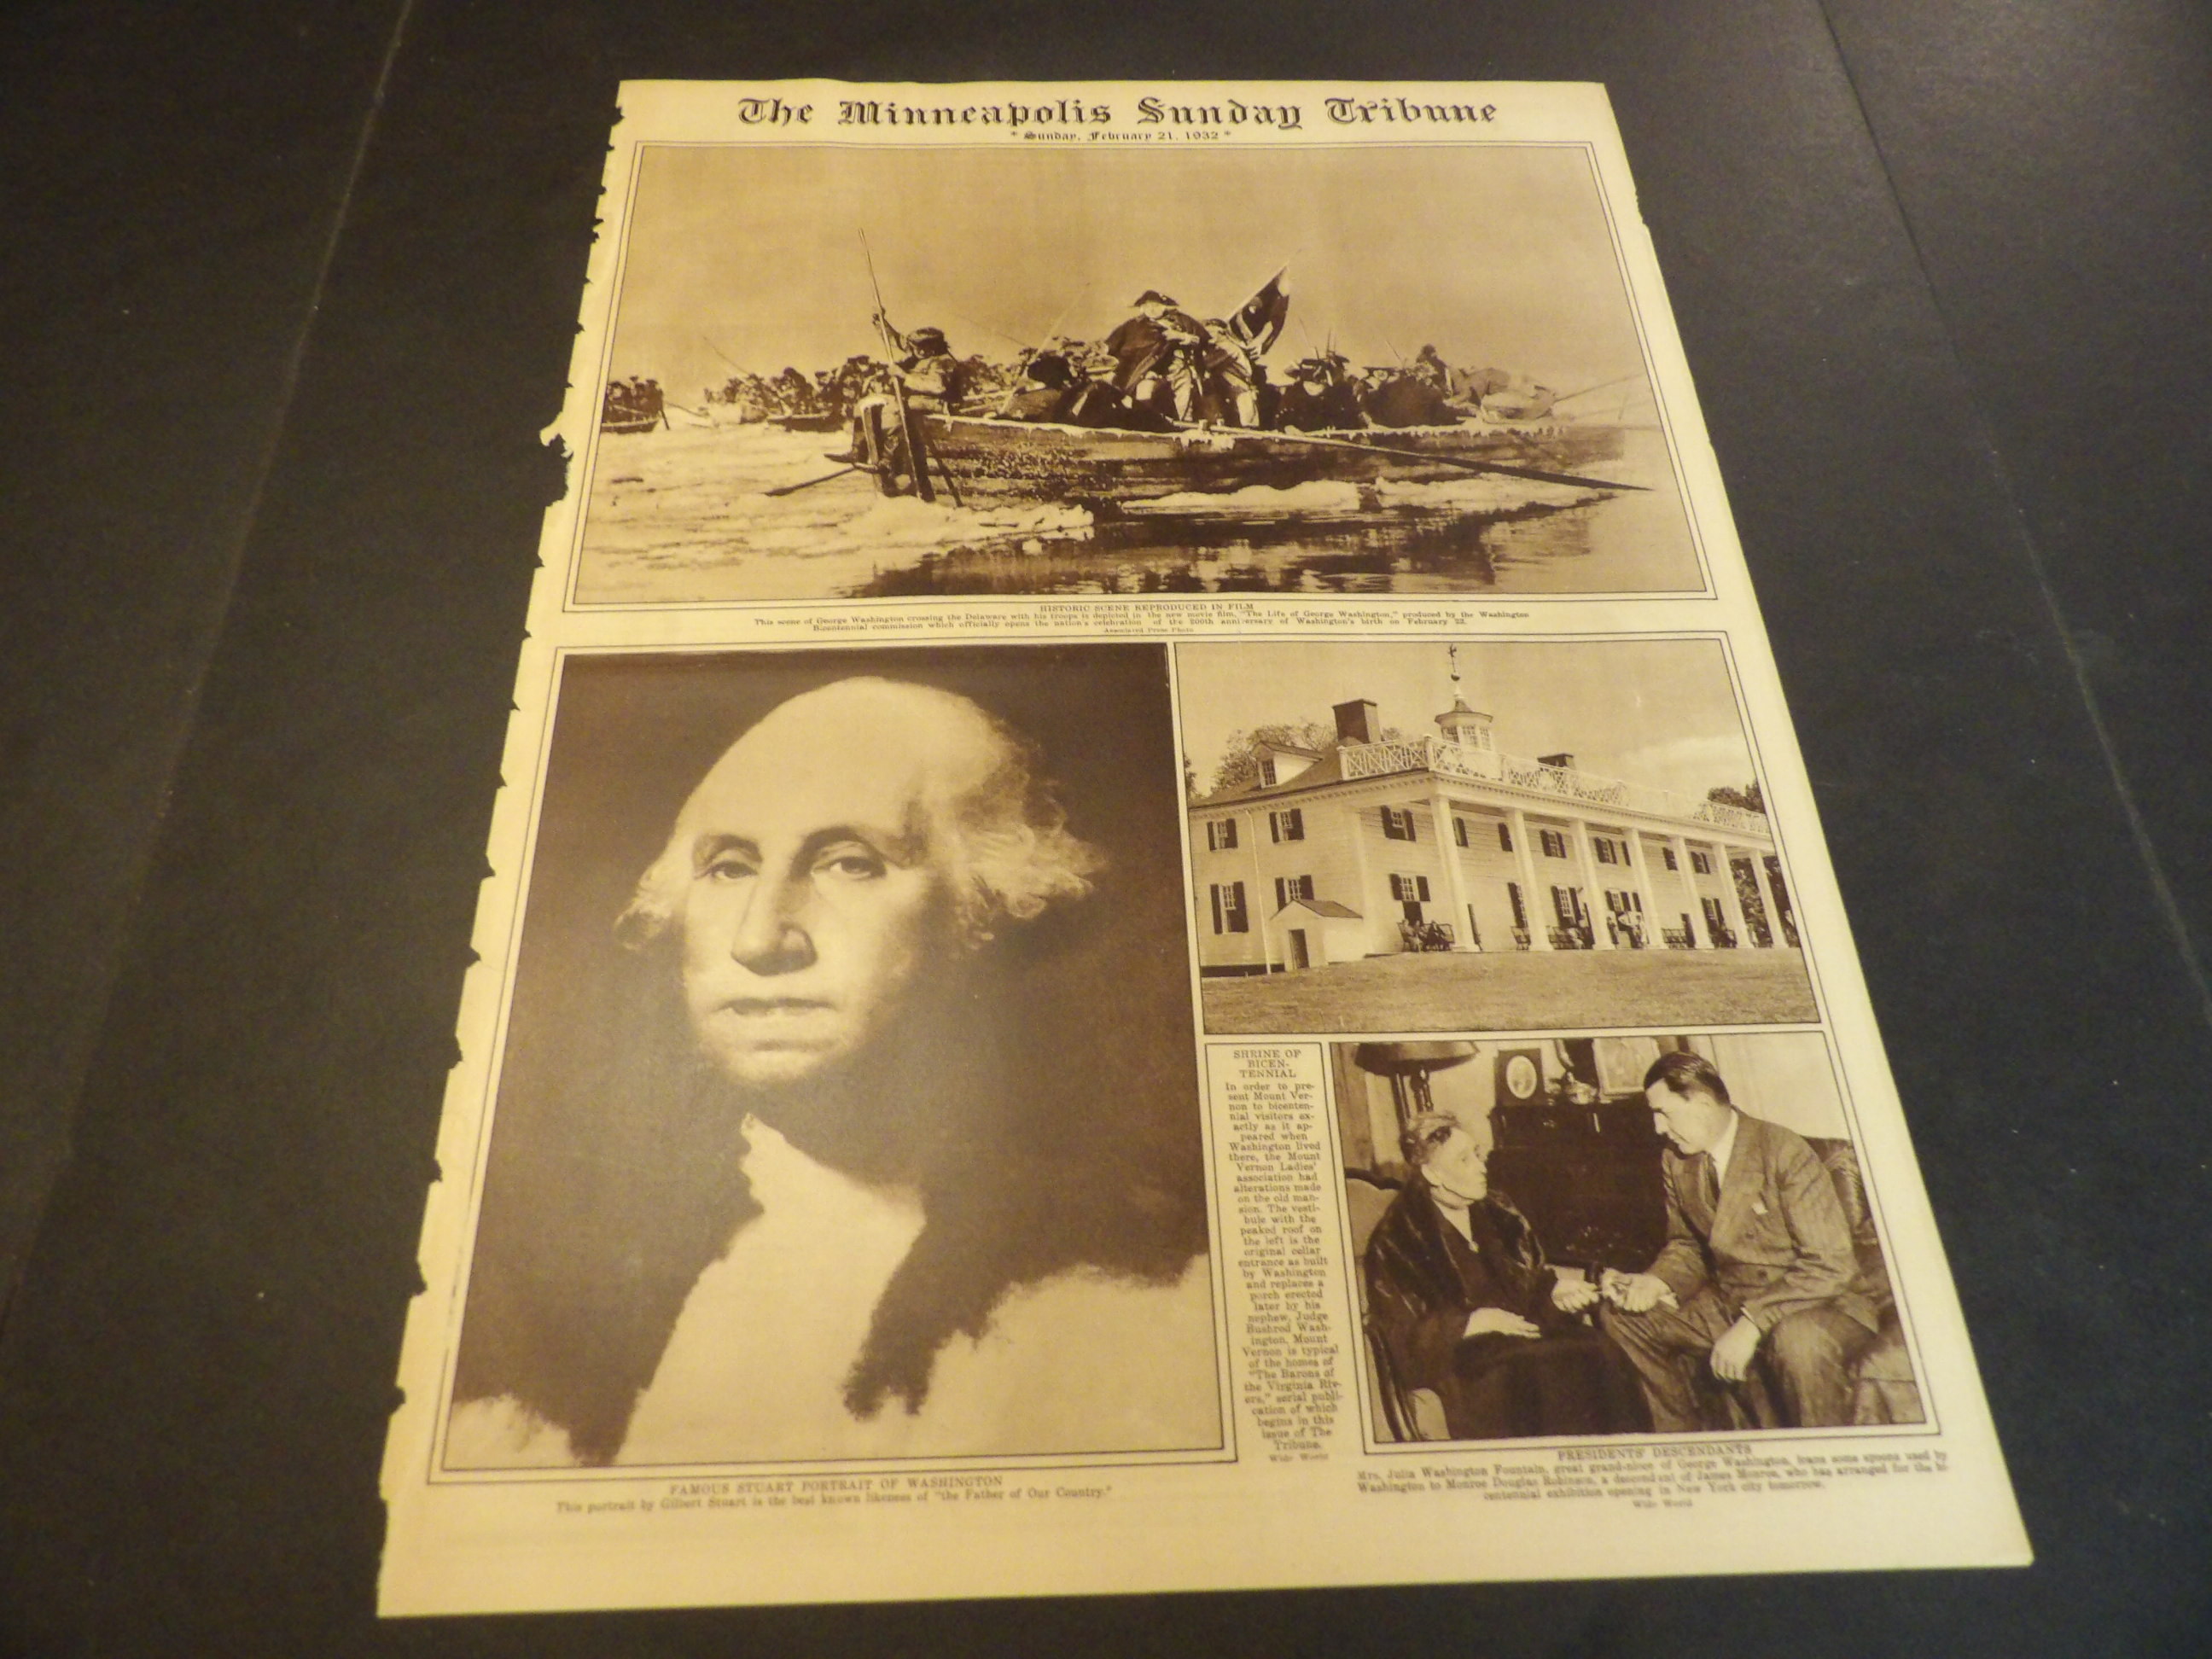 The Minneapolis Sunday Tribune
* Sunday, February 21, 1932 *
HISTORIC SCENE REPRODUCED IN FILM
This scene of George Washington crossing the Delaware with his troops is depicted in the new movie film, "The Life of George Washington," produced by the Washington
Bicentennial commission which officially opens the nation's celebration of the 200th anniversary of Washington's birth on February 22.
Associated Press Photo
FAMOUS STUART PORTRAIT OF WASHINGTON
This portrait by Gilbert Stuart is the best known likeness of "the Father of Our Country."
SHRINE OF
BICEN-
TENNIAL
In order to pre-
sent Mount Ver-
non to bicenten-
nial visitors ex-
actly as it ap-
peared when
Washington lived
there, the Mount
Vernon Ladies'
association had
alterations made
on the old man-
sion. The vesti-
bule with the
peaked roof on
the left is the
original cellar
entrance as built
by Washington
and replaces a
porch erected
later by his
nephew, Judge
Bushrod Wash-
ington. Mount
Vernon is typical
of the homes of
"The Barons of
the Virginia Riv-
ers," serial publi-
cation of which
begins in this
issue of The
Tribune.
Wide World
PRESIDENTS' DESCENDANTS
Mrs. Julia Washington Fountain, great grand-niece of George Washington, loans some spoons used by
Washington to Monroe Douglas Robinson, a descendant of James Monroe, who has arranged for the bi-
centennial exhibition opening in New York city tomorrow.
Wide World